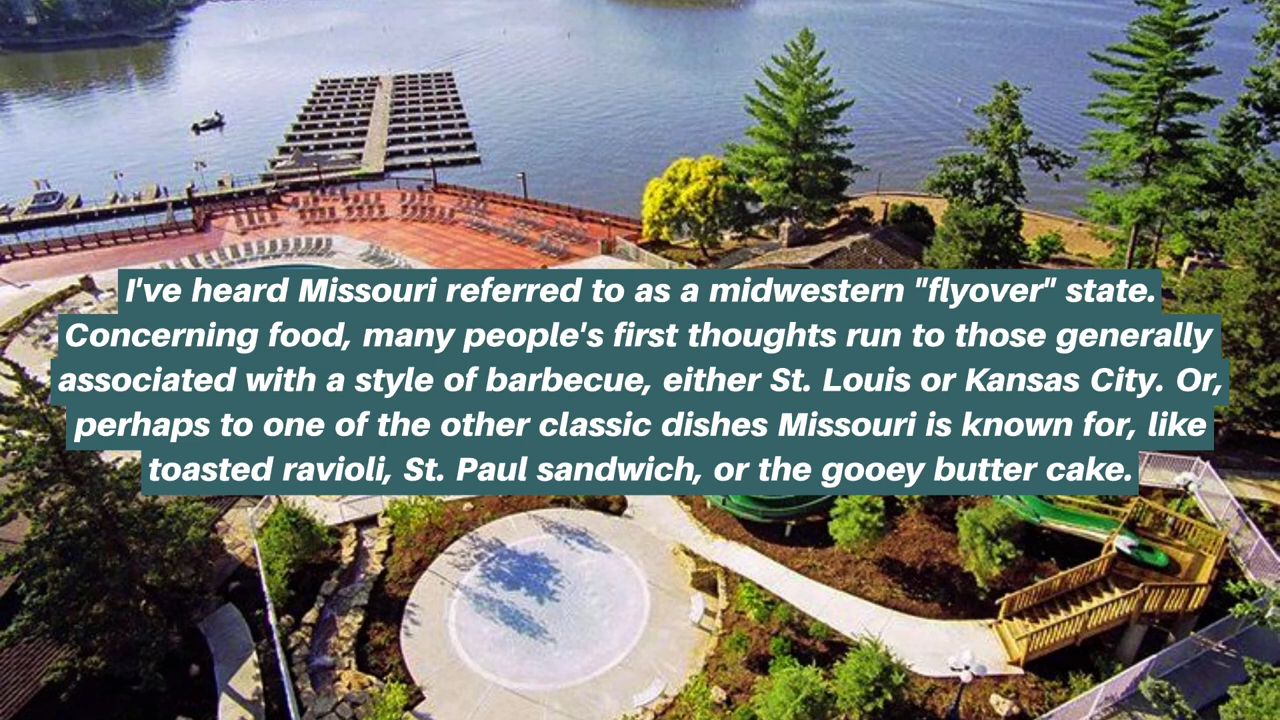 I've heard Missouri referred to as a midwestern "flyover" state.
Concerning food, many people's first thoughts run to those generally
associated with a style of barbecue, either St. Louis or Kansas City. Or,
perhaps to one of the other classic dishes Missouri is known for, like
toasted ravioli, St. Paul sandwich, or the gooey butter cake.